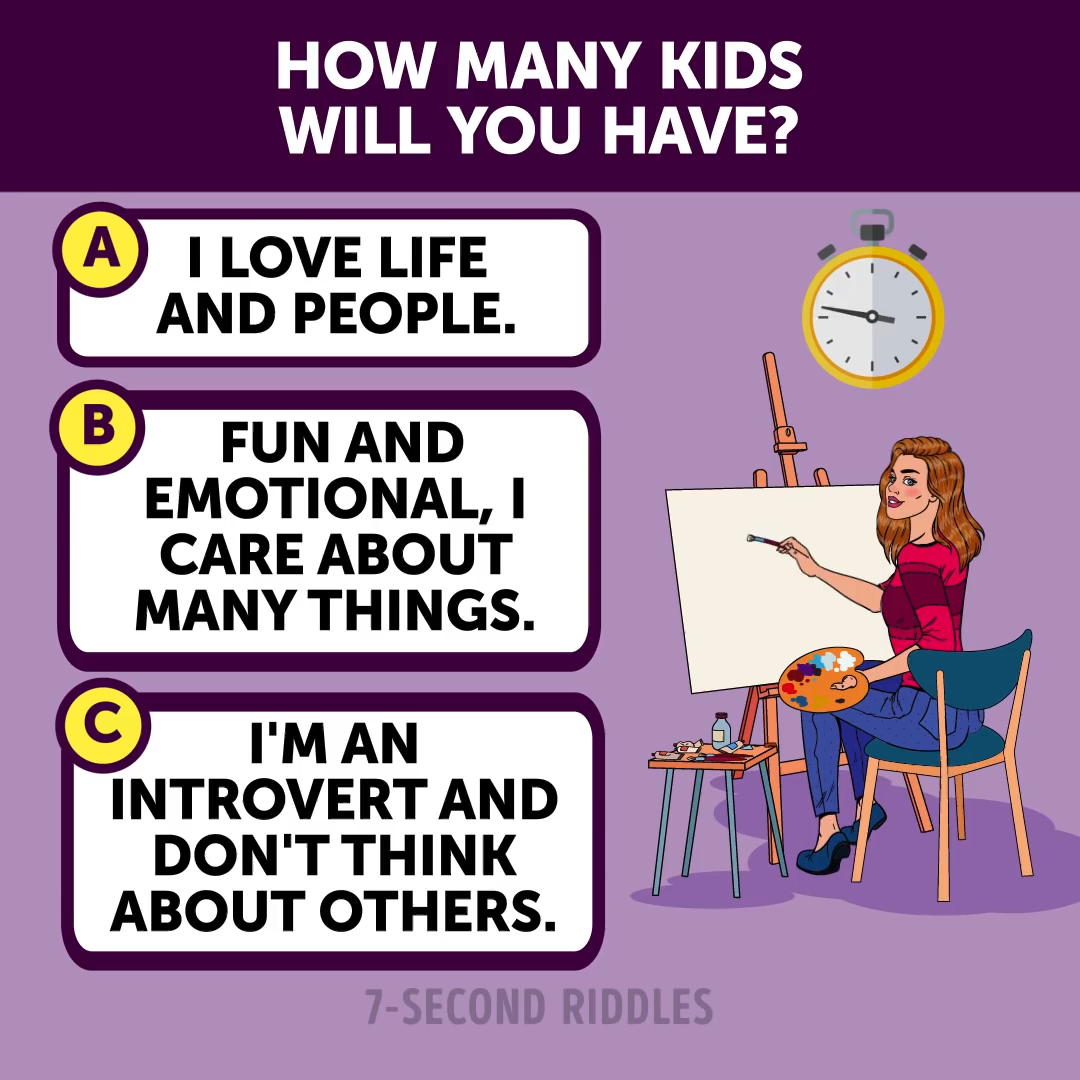 HOW MANY KIDS
WILL YOU HAVE?
A
I LOVE LIFE
AND PEOPLE.
B
FUN AND
EMOTIONAL, I
CARE ABOUT
MANY THINGS.
C
I'M AN
INTROVERT AND
DON'T THINK
ABOUT OTHERS.
7-SECOND RIDDLES